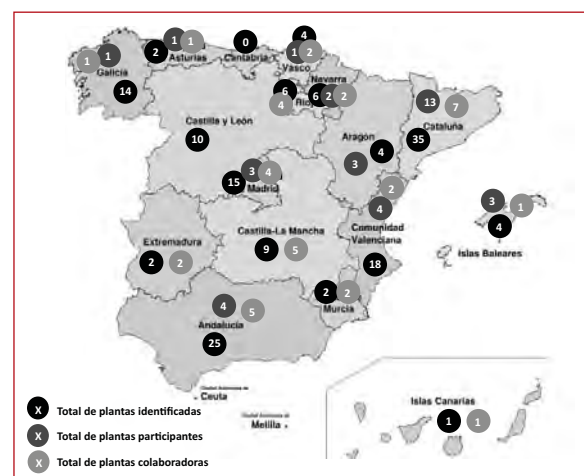 4
0
1 1
2
Asturias
Cantabria
1 1
Galicia
14
Vasco
1 2
Navarra
6
Rioja
4
6 2 2
Castilla y León
10
Aragón
4
3
13 7
Cataluña
35
3 4
15
Madrid
2
4
Comunidad
Valenciana
18
3 1
4
Islas Baleares
Extremadura
2 2
Castilla-La Mancha
9 5
2 2
Murcia
4 5
Andalucía
25
Ciudad Autónoma de
Ceuta
Ciudad Autónoma de
Melilla
Islas Canarias
1 1
X Total de plantas identificadas
X Total de plantas participantes
X Total de plantas colaboradoras